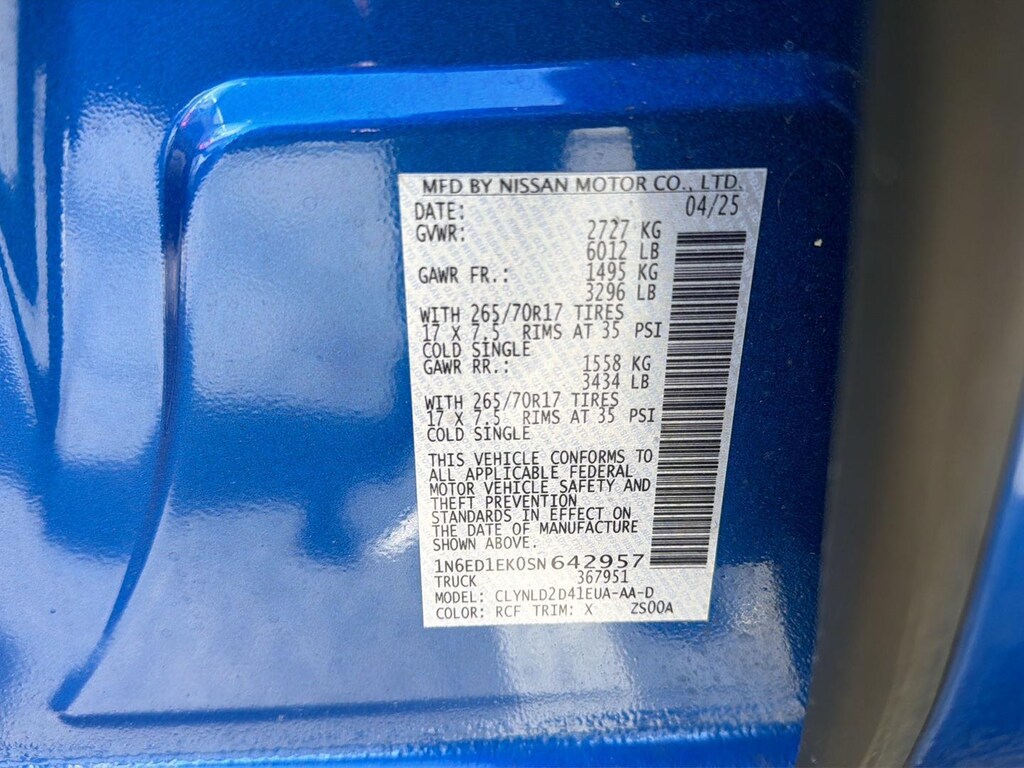 MFD BY NISSAN MOTOR CO., LTD.
DATE: 04/25
GVWR: 2727 KG
6012 LB
GAWR FR.: 1495 KG
3296 LB
WITH 265/70R17 TIRES
17 X 7.5 RIMS AT 35 PSI
COLD SINGLE
GAWR RR.: 1558 KG
3434 LB
WITH 265/70R17 TIRES
17 X 7.5 RIMS AT 35 PSI
COLD SINGLE
THIS VEHICLE CONFORMS TO
ALL APPLICABLE FEDERAL
MOTOR VEHICLE SAFETY AND
THEFT PREVENTION
STANDARDS IN EFFECT ON
THE DATE OF MANUFACTURE
SHOWN ABOVE.
1N6ED1EK0SN642957
TRUCK 367951
MODEL: CLYNLD2D41EUA-AA-D
COLOR: RCF TRIM: X ZS00A